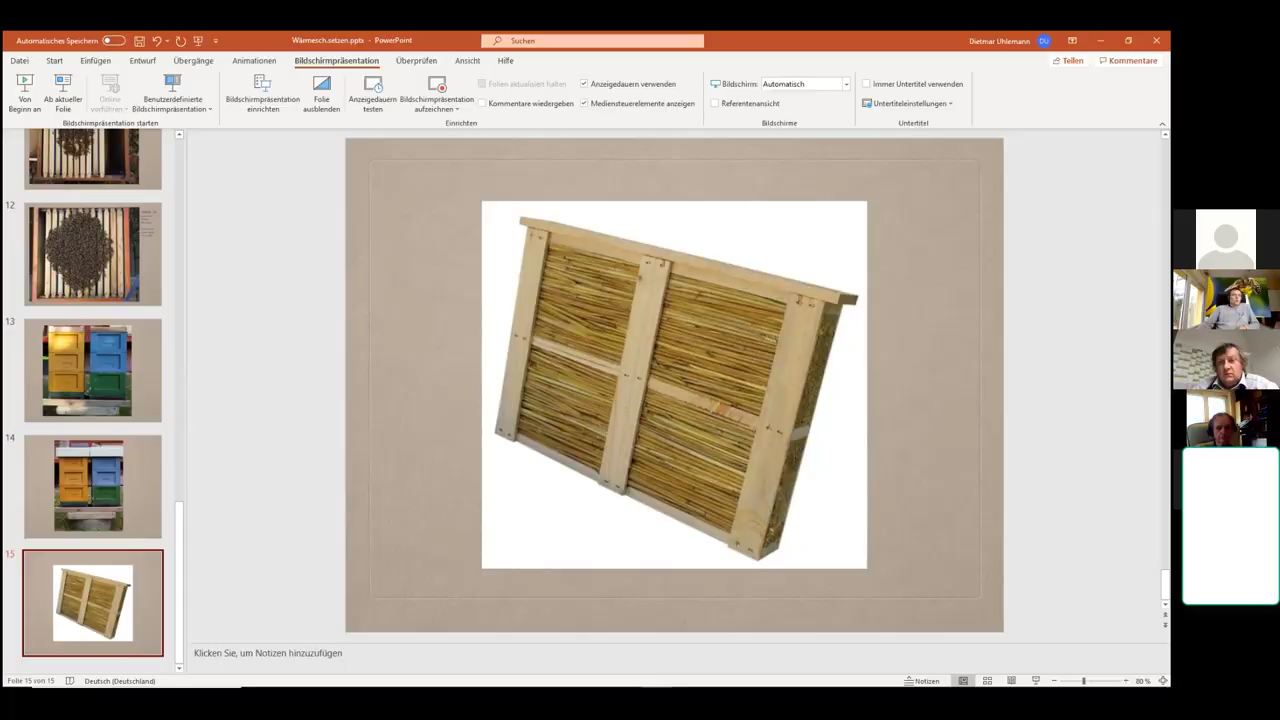 Automatisches Speichern
Wärmesch.setzen.pptx - PowerPoint
Suchen
Dietmar Uhlemann
DU
Datei Start Einfügen Entwurf Übergänge Animationen Bildschirmpräsentation Überprüfen Ansicht Hilfe
Teilen Kommentare
Von Beginn an
Ab aktueller Folie
Online vorführen
Benutzerdefinierte Bildschirmpräsentation
Bildschirmpräsentation starten
Bildschirmpräsentation einrichten
Folie ausblenden
Anzeigedauern testen
Bildschirmpräsentation aufzeichnen
Folien aktualisiert halten
Kommentare wiedergeben
Anzeigedauern verwenden
Mediensteuerelemente anzeigen
Einrichten
Bildschirm: Automatisch
Referentenansicht
Bildschirme
Immer Untertitel verwenden
Untertiteleinstellungen
Untertitel
12
13
14
15
Klicken Sie, um Notizen hinzuzufügen
Folie 15 von 15
Deutsch (Deutschland)
Notizen
80 %